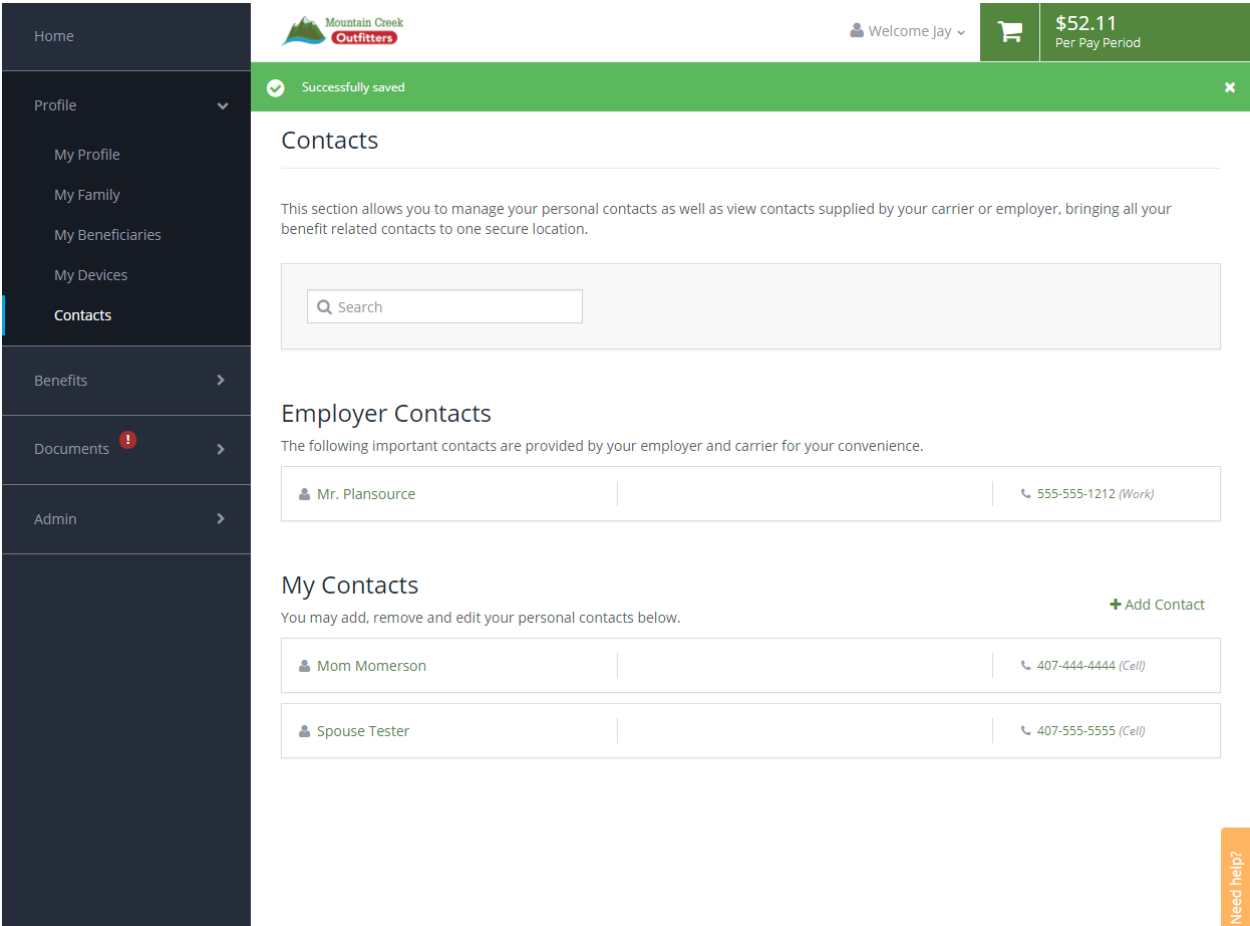 Home
Profile
My Profile
My Family
My Beneficiaries
My Devices
Contacts
Benefits
Documents !
Admin
Mountain Creek
Outfitters
Welcome Jay
$52.11
Per Pay Period
Successfully saved
Contacts
This section allows you to manage your personal contacts as well as view contacts supplied by your carrier or employer, bringing all your
benefit related contacts to one secure location.
Search
Employer Contacts
The following important contacts are provided by your employer and carrier for your convenience.
Mr. Plansource 555-555-1212 (Work)
My Contacts
You may add, remove and edit your personal contacts below.
+ Add Contact
Mom Momerson 407-444-4444 (Cell)
Spouse Tester 407-555-5555 (Cell)
Need help?